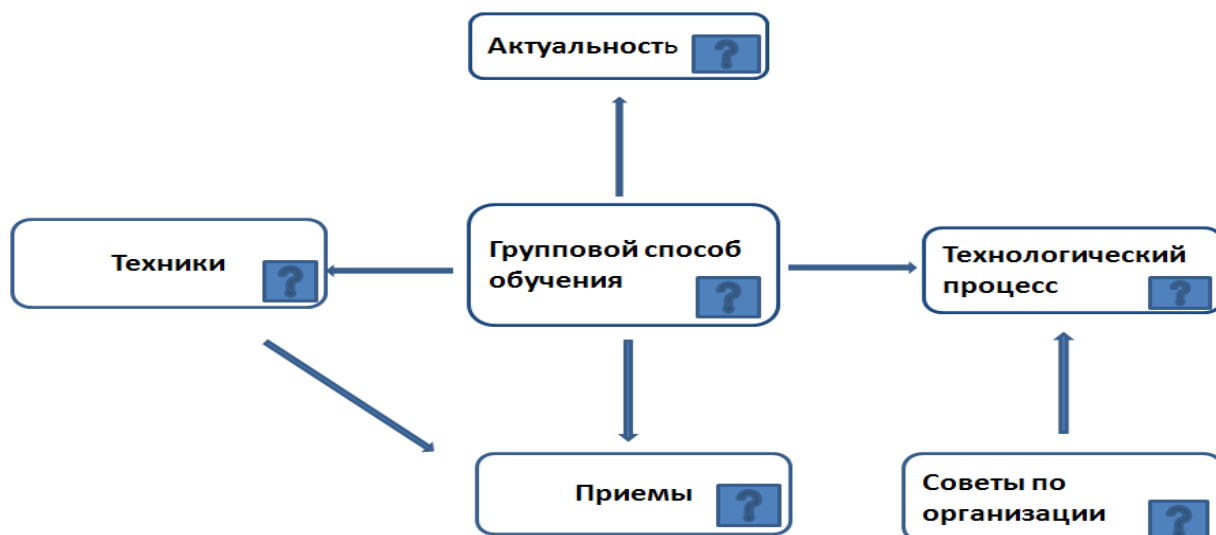 Актуальность
?
Групповой способ
обучения
?
Техники
?
Технологический
процесс
?
Приемы
?
Советы по
организации
?